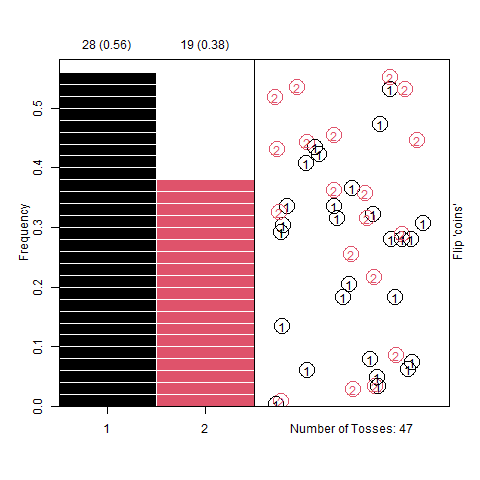 28 (0.56) 19 (0.38)
Frequency
0.5
0.4
0.3
0.2
0.1
0.0
1 2
Flip 'coins'
Number of Tosses: 47